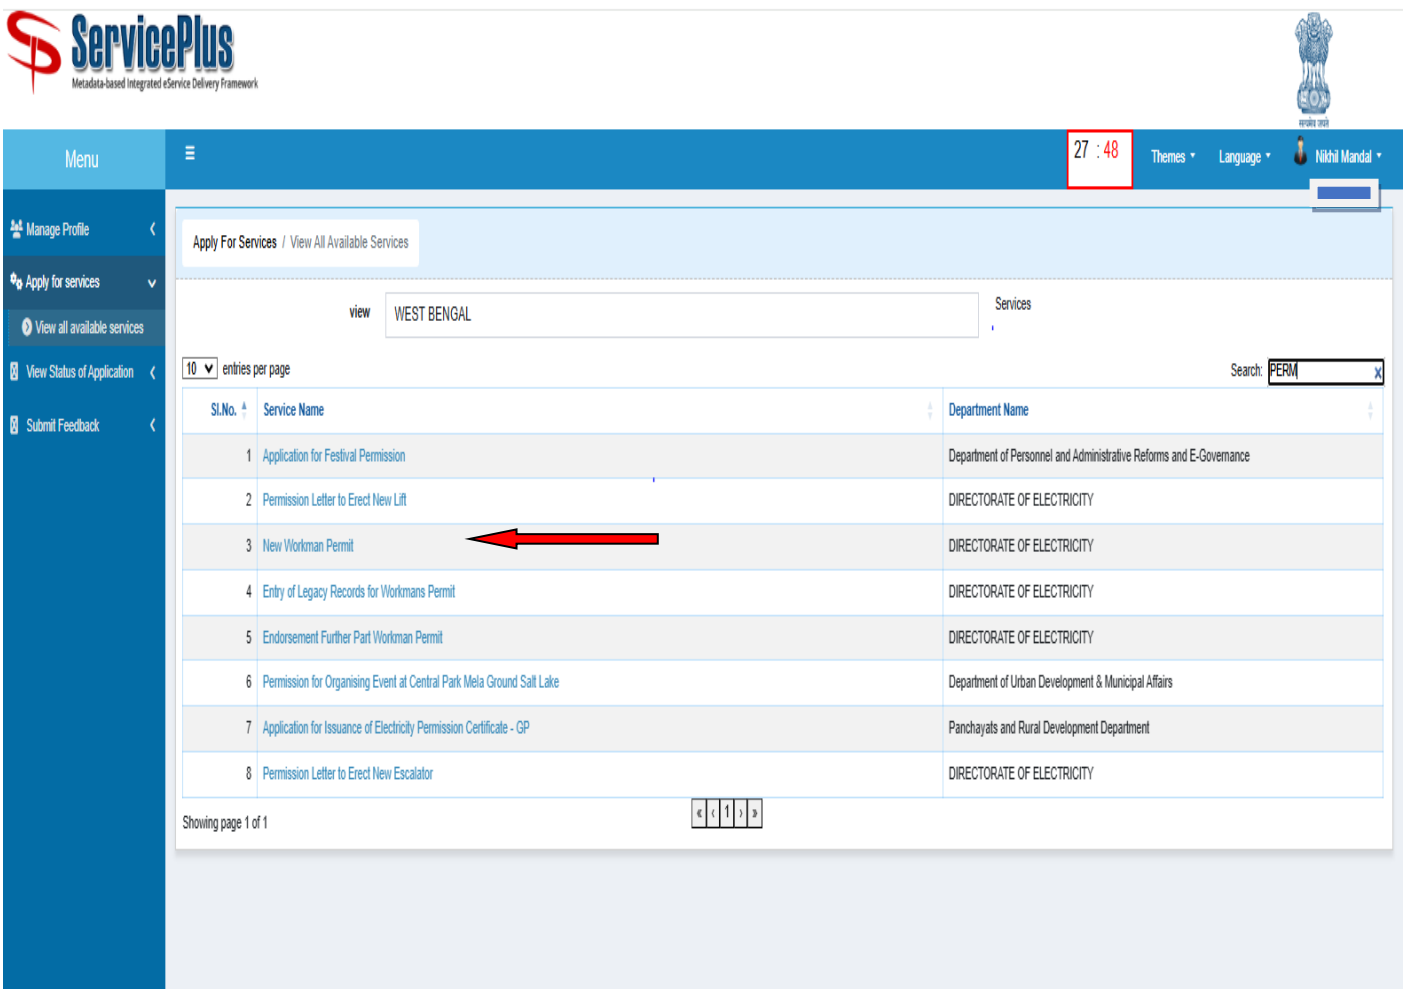 ServicePlus
Metadata-based Integrated eService Delivery Framework
सत्यमेव जयते
Menu
27 : 48
Themes
Language
Nikhil Mandal
Manage Profile
Apply for services
View all available services
View Status of Application
Submit Feedback
Apply For Services / View All Available Services
view WEST BENGAL Services
10 entries per page
Search: PERM x
Sl.No. Service Name Department Name
1 Application for Festival Permission Department of Personnel and Administrative Reforms and E-Governance
2 Permission Letter to Erect New Lift DIRECTORATE OF ELECTRICITY
3 New Workman Permit DIRECTORATE OF ELECTRICITY
4 Entry of Legacy Records for Workmans Permit DIRECTORATE OF ELECTRICITY
5 Endorsement Further Part Workman Permit DIRECTORATE OF ELECTRICITY
6 Permission for Organising Event at Central Park Mela Ground Salt Lake Department of Urban Development & Municipal Affairs
7 Application for Issuance of Electricity Permission Certificate - GP Panchayats and Rural Development Department
8 Permission Letter to Erect New Escalator DIRECTORATE OF ELECTRICITY
Showing page 1 of 1
« ‹ 1 › »